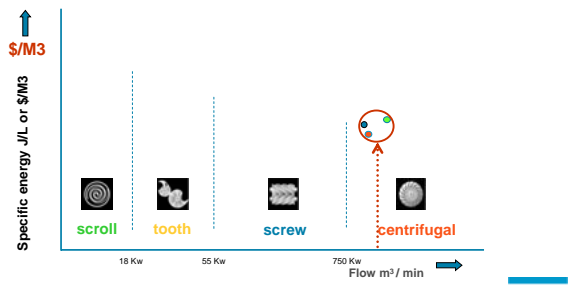 $/M3
Specific energy J/L or $/M3
scroll
tooth
screw
centrifugal
18 Kw
55 Kw
750 Kw
Flow m³/ min